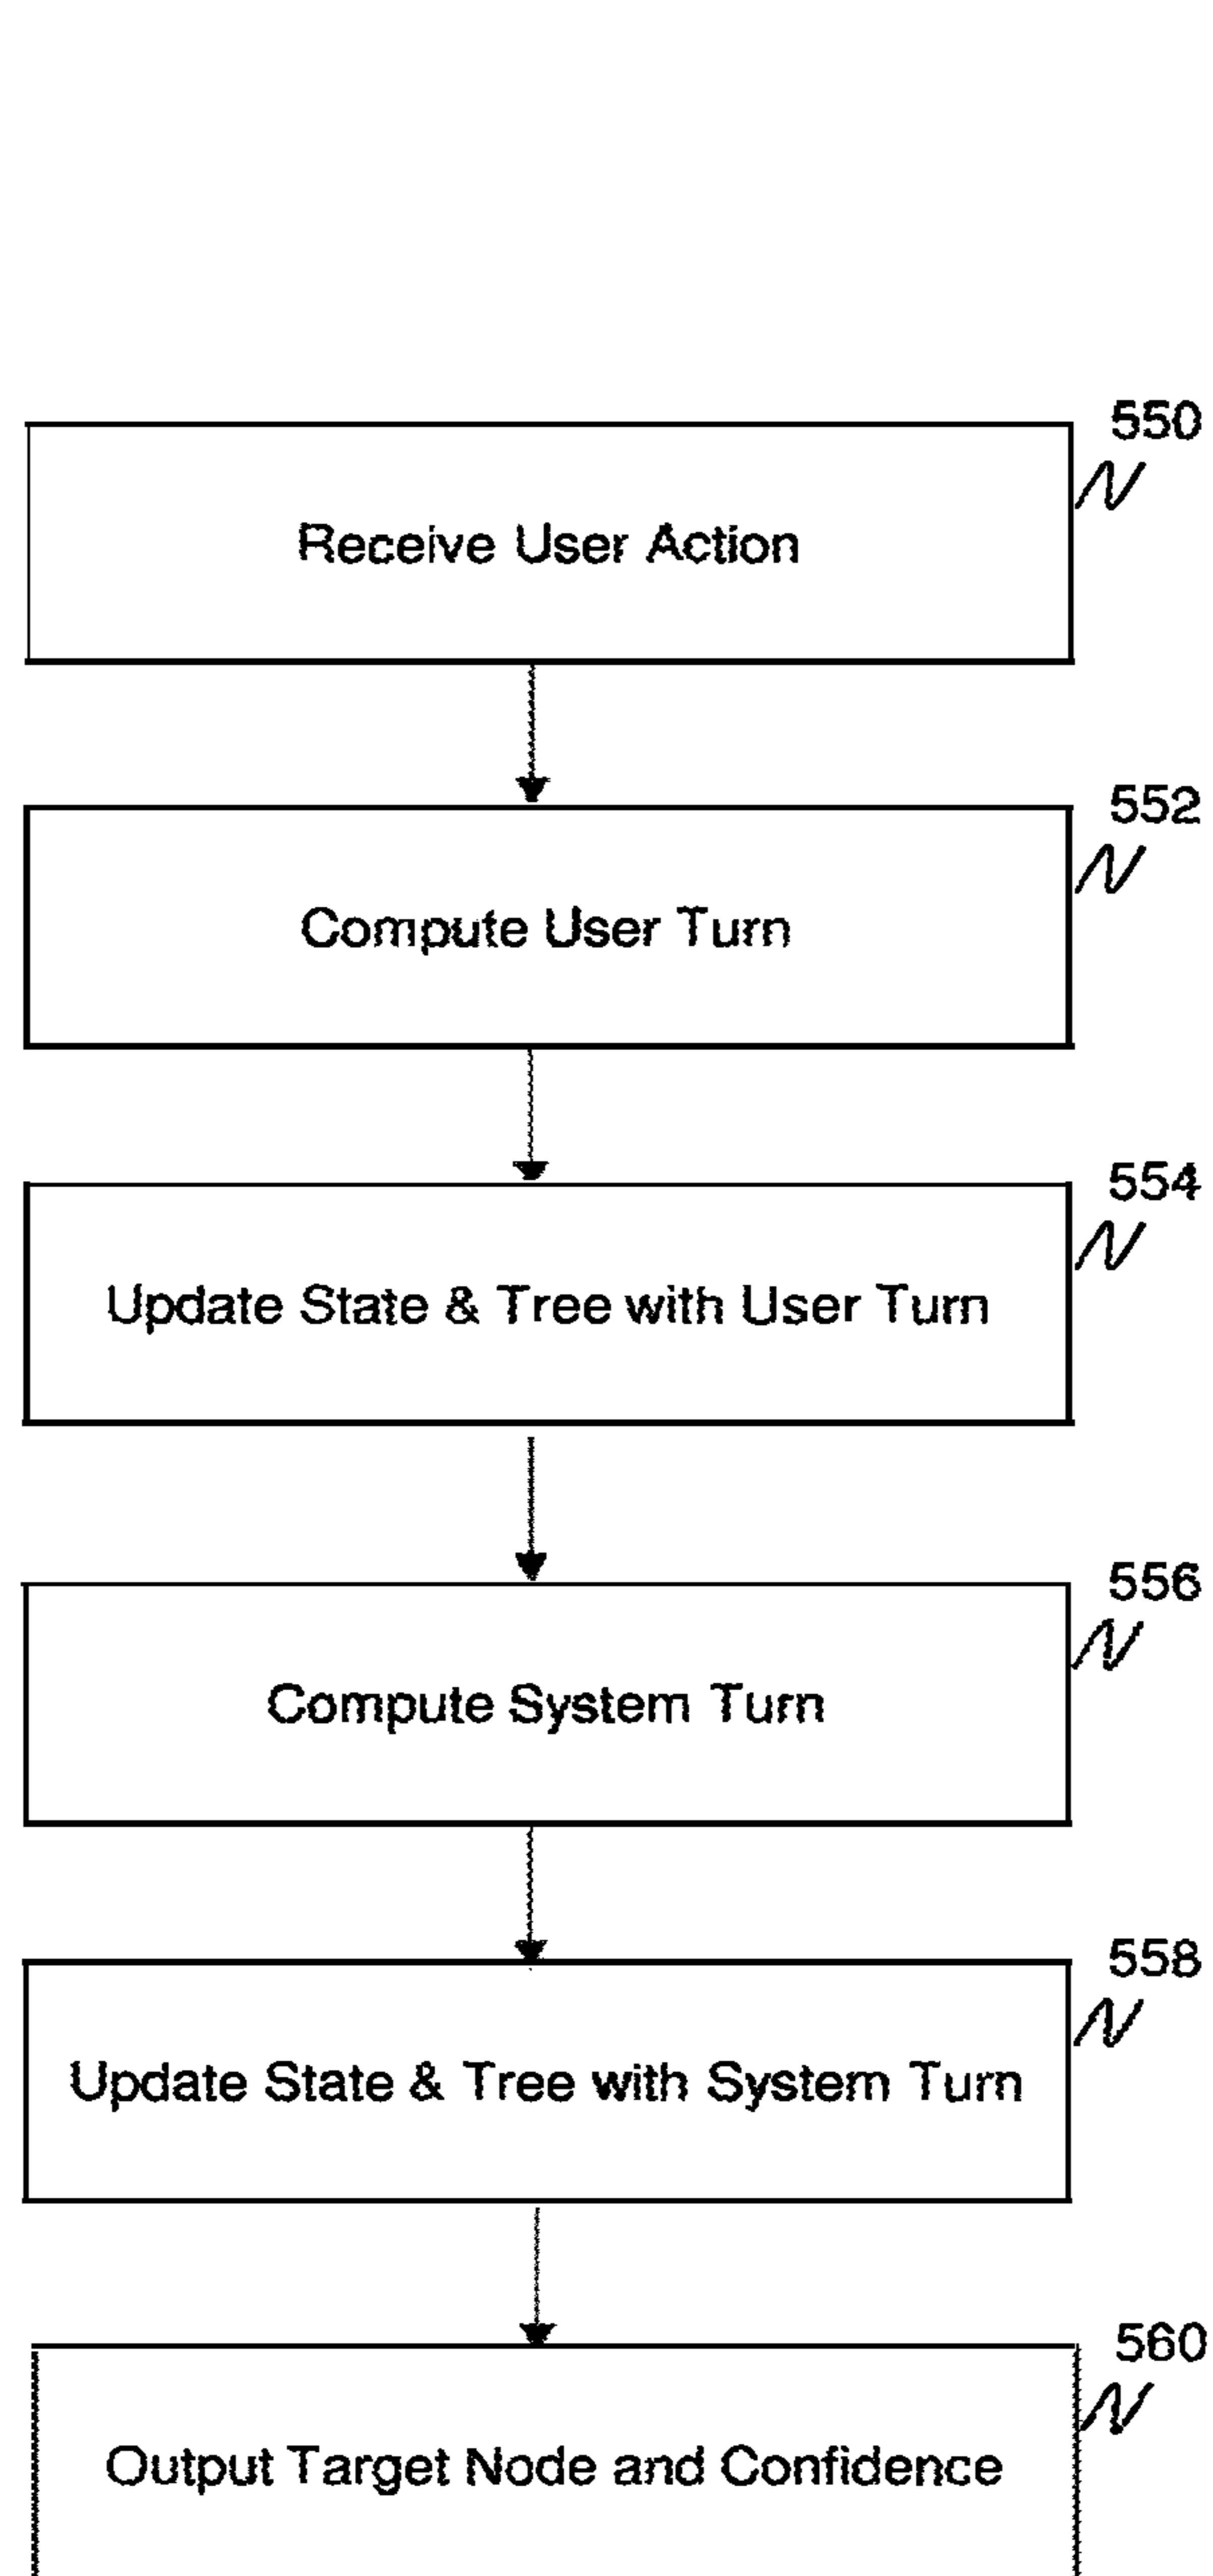 550
Receive User Action
552
Compute User Turn
554
Update State & Tree with User Turn
556
Compute System Turn
558
Update State & Tree with System Turn
560
Output Target Node and Confidence